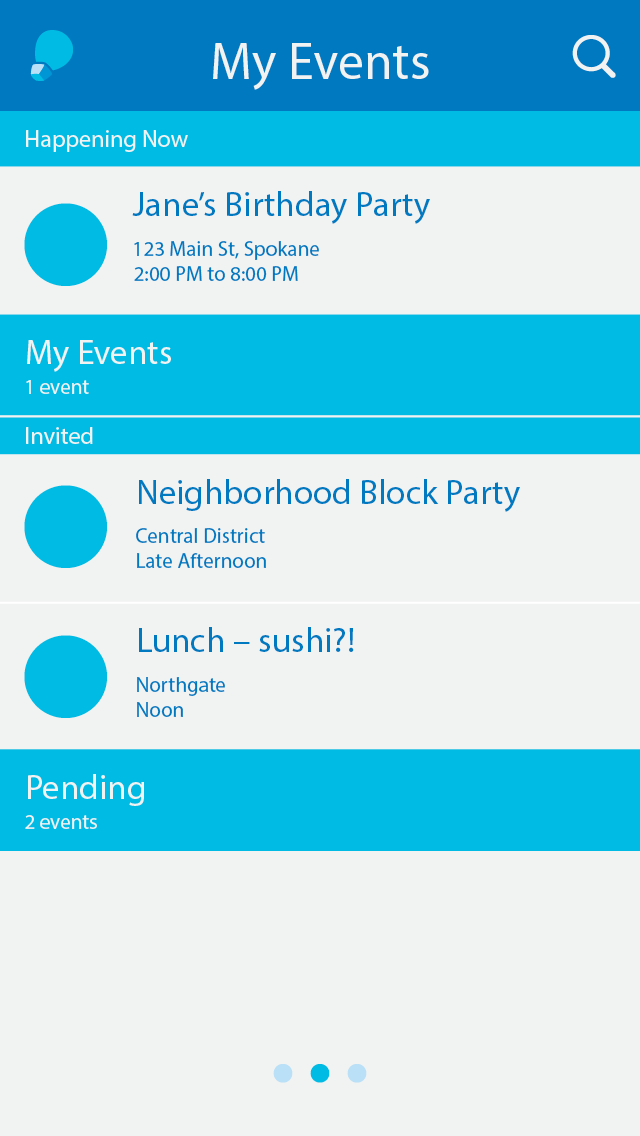 My Events
Happening Now
Jane’s Birthday Party
123 Main St, Spokane
2:00 PM to 8:00 PM
My Events
1 event
Invited
Neighborhood Block Party
Central District
Late Afternoon
Lunch – sushi?!
Northgate
Noon
Pending
2 events